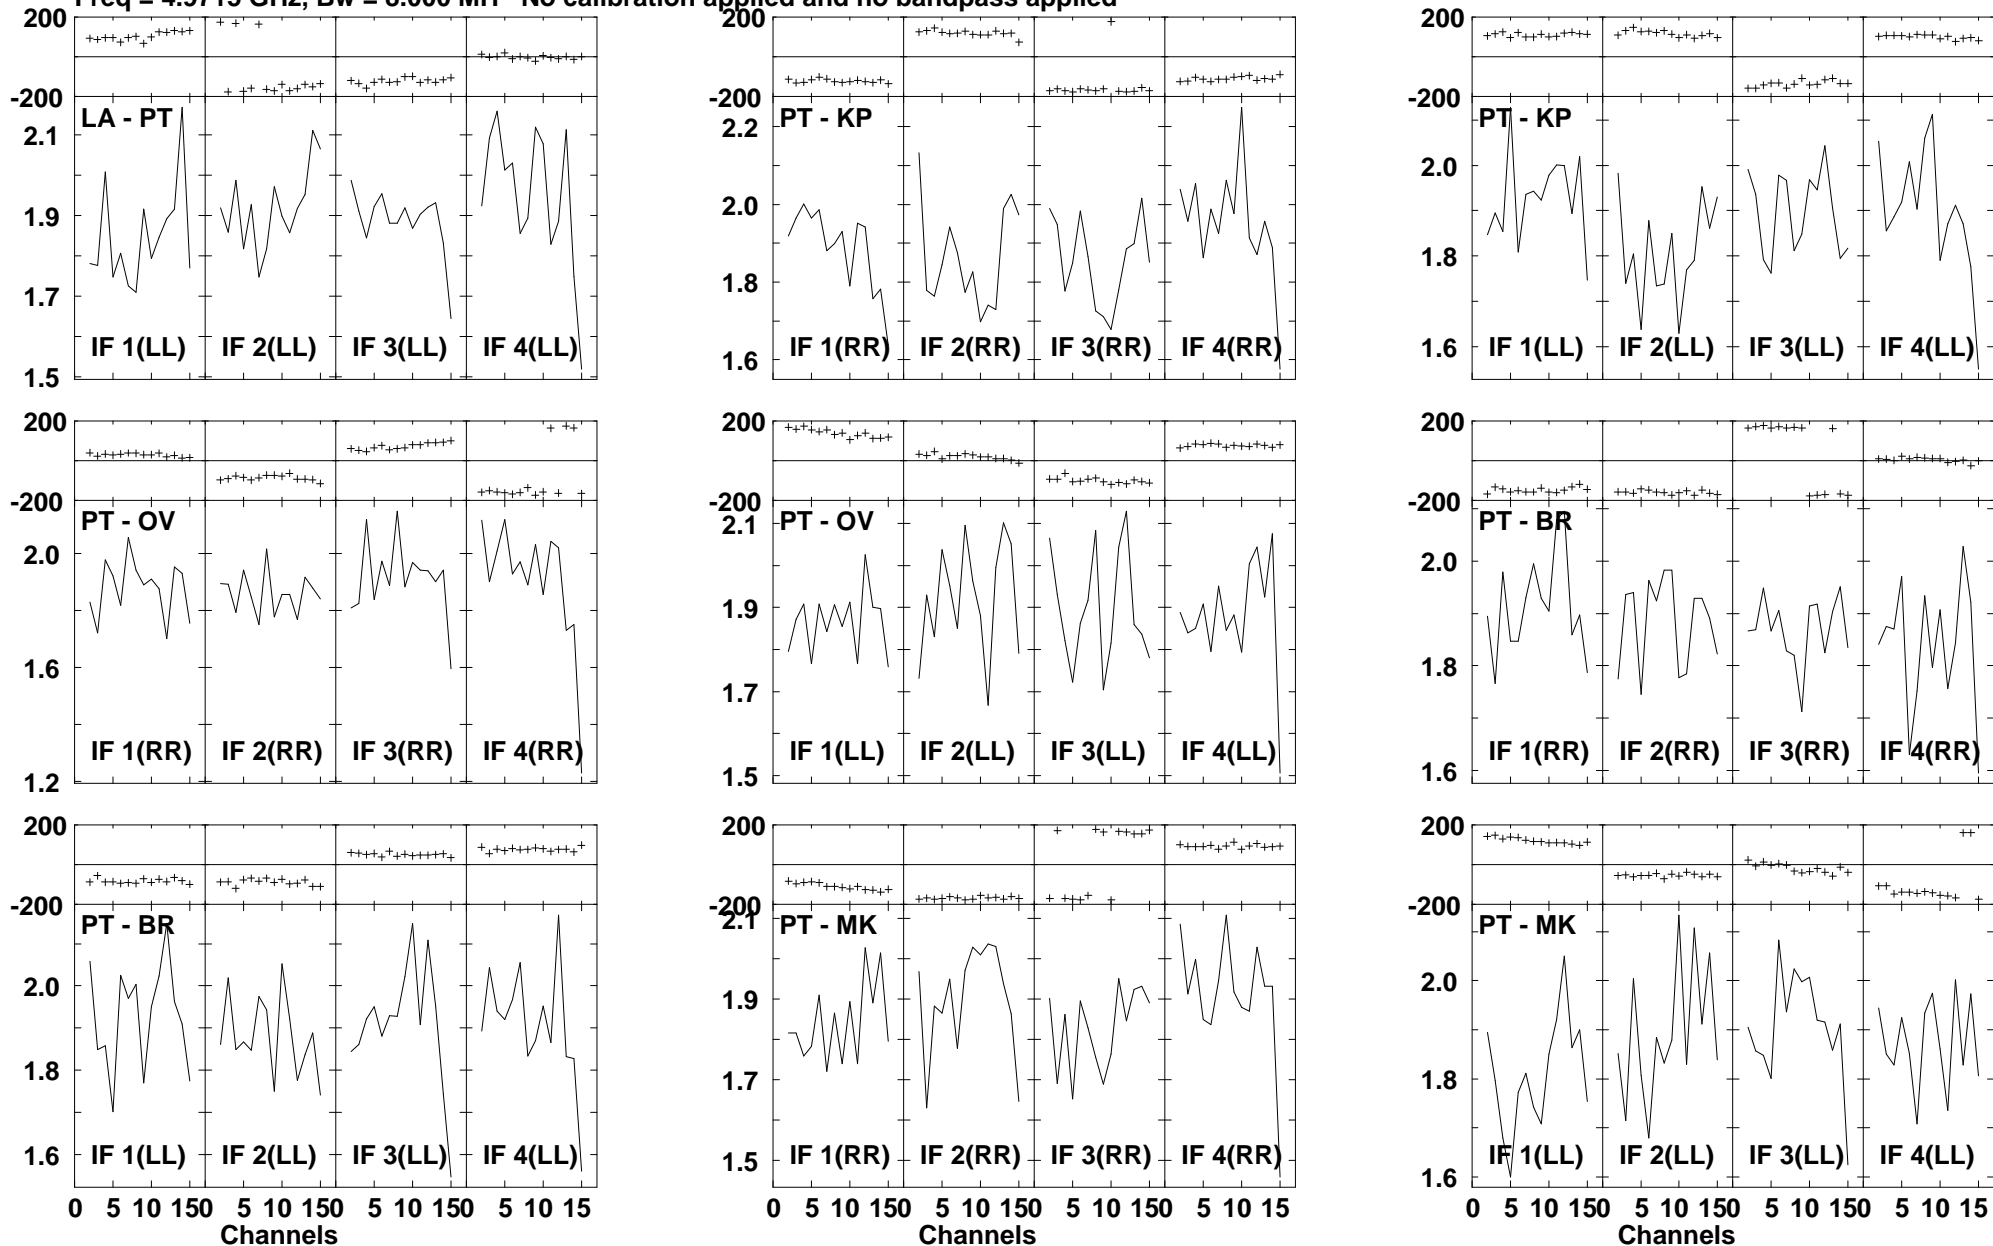 Freq = 4.9715 GHz, Bw = 8.000 MH No calibration applied and no bandpass applied
200 200 200
-200 -200 -200
LA - PT PT - KP PT - KP
2.1 1.9 1.7 1.5
2.2 2.0 1.8 1.6
2.0 1.8 1.6
IF 1(LL) IF 2(LL) IF 3(LL) IF 4(LL) IF 1(RR) IF 2(RR) IF 3(RR) IF 4(RR) IF 1(LL) IF 2(LL) IF 3(LL) IF 4(LL)
200 200 200
-200 -200 -200
PT - OV PT - OV PT - BR
2.0 1.6 1.2
2.1 1.9 1.7 1.5
2.0 1.8 1.6
IF 1(RR) IF 2(RR) IF 3(RR) IF 4(RR) IF 1(LL) IF 2(LL) IF 3(LL) IF 4(LL) IF 1(RR) IF 2(RR) IF 3(RR) IF 4(RR)
200 200 200
-200 -200 -200
PT - BR PT - MK PT - MK
2.0 1.8 1.6
2.1 1.9 1.7 1.5
2.0 1.8 1.6
IF 1(LL) IF 2(LL) IF 3(LL) IF 4(LL) IF 1(RR) IF 2(RR) IF 3(RR) IF 4(RR) IF 1(LL) IF 2(LL) IF 3(LL) IF 4(LL)
0 5 10 150 5 10 150 5 10 150 5 10 15 0 5 10 150 5 10 150 5 10 150 5 10 15 0 5 10 150 5 10 150 5 10 150 5 10 15
Channels Channels Channels